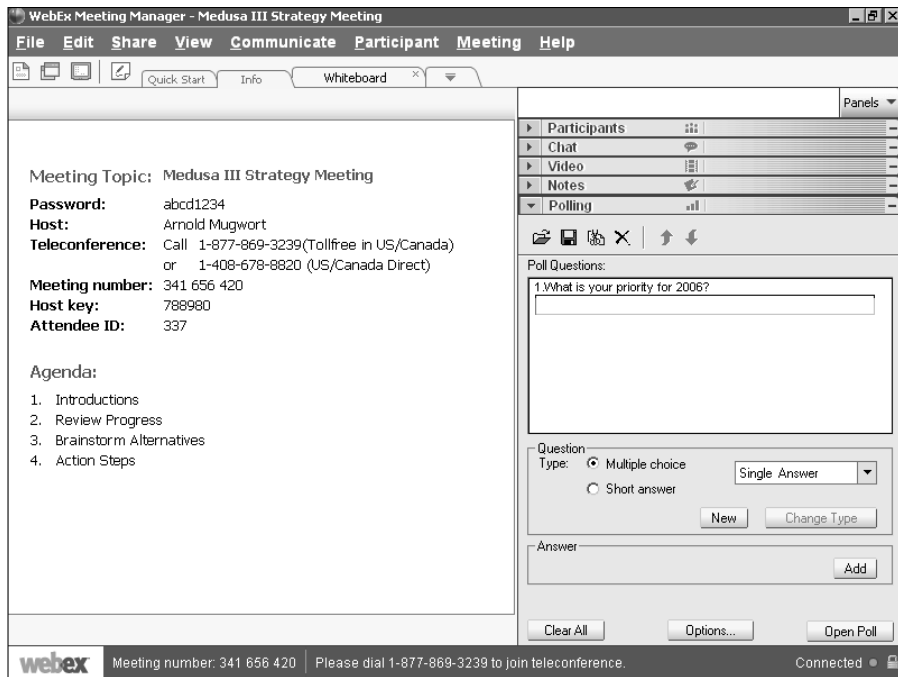 WebEx Meeting Manager - Medusa III Strategy Meeting
File Edit Share View Communicate Participant Meeting Help
Quick Start Info Whiteboard
Panels
Participants
Chat
Video
Notes
Polling
Meeting Topic: Medusa III Strategy Meeting
Password: abcd1234
Host: Arnold Mugwort
Teleconference: Call 1-877-869-3239(Tollfree in US/Canada)
or 1-408-678-8820 (US/Canada Direct)
Meeting number: 341 656 420
Host key: 788980
Attendee ID: 337
Agenda:
1. Introductions
2. Review Progress
3. Brainstorm Alternatives
4. Action Steps
Poll Questions:
1.What is your priority for 2006?
Question
Type: Multiple choice Single Answer
Short answer
New Change Type
Answer
Add
Clear All Options... Open Poll
webex Meeting number: 341 656 420 Please dial 1-877-869-3239 to join teleconference. Connected